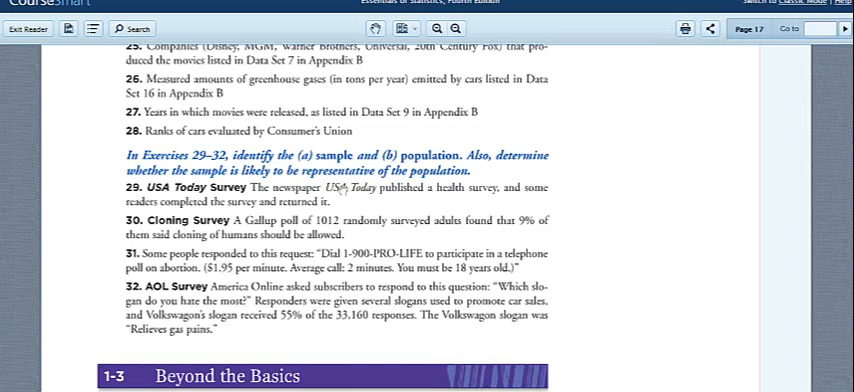 CourseSmart
Essentials of Statistics, Fourth Edition
Switch to Classic Mode | Help
Exit Reader
Search
Page 17
Go to
25. Companies (Disney, MGM, Warner Brothers, Universal, 20th Century Fox) that pro-
duced the movies listed in Data Set 7 in Appendix B
26. Measured amounts of greenhouse gases (in tons per year) emitted by cars listed in Data
Set 16 in Appendix B
27. Years in which movies were released, as listed in Data Set 9 in Appendix B
28. Ranks of cars evaluated by Consumer's Union
In Exercises 29–32, identify the (a) sample and (b) population. Also, determine
whether the sample is likely to be representative of the population.
29. USA Today Survey The newspaper USA Today published a health survey, and some
readers completed the survey and returned it.
30. Cloning Survey A Gallup poll of 1012 randomly surveyed adults found that 9% of
them said cloning of humans should be allowed.
31. Some people responded to this request: “Dial 1-900-PRO-LIFE to participate in a telephone
poll on abortion. ($1.95 per minute. Average call: 2 minutes. You must be 18 years old.)”
32. AOL Survey America Online asked subscribers to respond to this question: “Which slo-
gan do you hate the most?” Responders were given several slogans used to promote car sales,
and Volkswagon's slogan received 55% of the 33,160 responses. The Volkswagon slogan was
“Relieves gas pains.”
1-3 Beyond the Basics